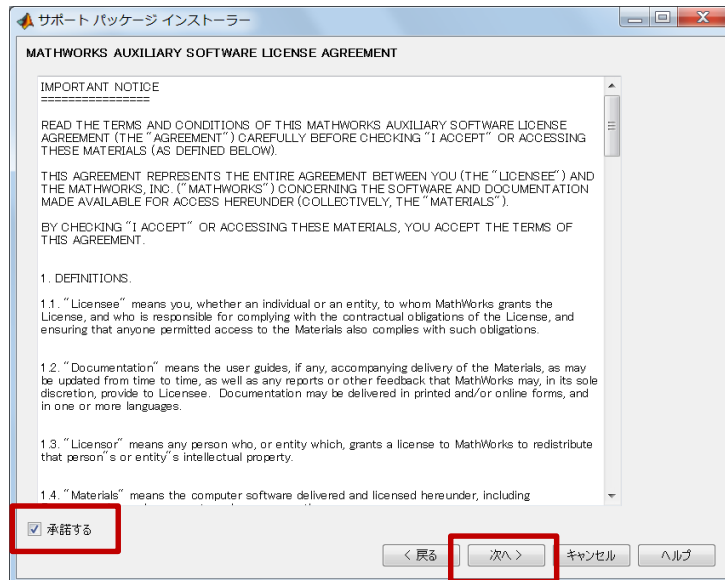 サポート パッケージ インストーラー
MATHWORKS AUXILIARY SOFTWARE LICENSE AGREEMENT
IMPORTANT NOTICE
================
READ THE TERMS AND CONDITIONS OF THIS MATHWORKS AUXILIARY SOFTWARE LICENSE
AGREEMENT (THE "AGREEMENT") CAREFULLY BEFORE CHECKING "I ACCEPT" OR ACCESSING
THESE MATERIALS (AS DEFINED BELOW).
THIS AGREEMENT REPRESENTS THE ENTIRE AGREEMENT BETWEEN YOU (THE "LICENSEE") AND
THE MATHWORKS, INC. ("MATHWORKS") CONCERNING THE SOFTWARE AND DOCUMENTATION
MADE AVAILABLE FOR ACCESS HEREUNDER (COLLECTIVELY, THE "MATERIALS").
BY CHECKING "I ACCEPT" OR ACCESSING THESE MATERIALS, YOU ACCEPT THE TERMS OF
THIS AGREEMENT.
1. DEFINITIONS.
1.1. "Licensee" means you, whether an individual or an entity, to whom MathWorks grants the
License, and who is responsible for complying with the contractual obligations of the License, and
ensuring that anyone permitted access to the Materials also complies with such obligations.
1.2. "Documentation" means the user guides, if any, accompanying delivery of the Materials, as may
be updated from time to time, as well as any reports or other feedback that MathWorks may, in its sole
discretion, provide to Licensee. Documentation may be delivered in printed and/or online forms, and
in one or more languages.
1.3. "Licensor" means any person who, or entity which, grants a license to MathWorks to redistribute
that person"s or entity"s intellectual property.
1.4. "Materials" means the computer software delivered and licensed hereunder, including
承諾する
< 戻る 次へ > キャンセル ヘルプ